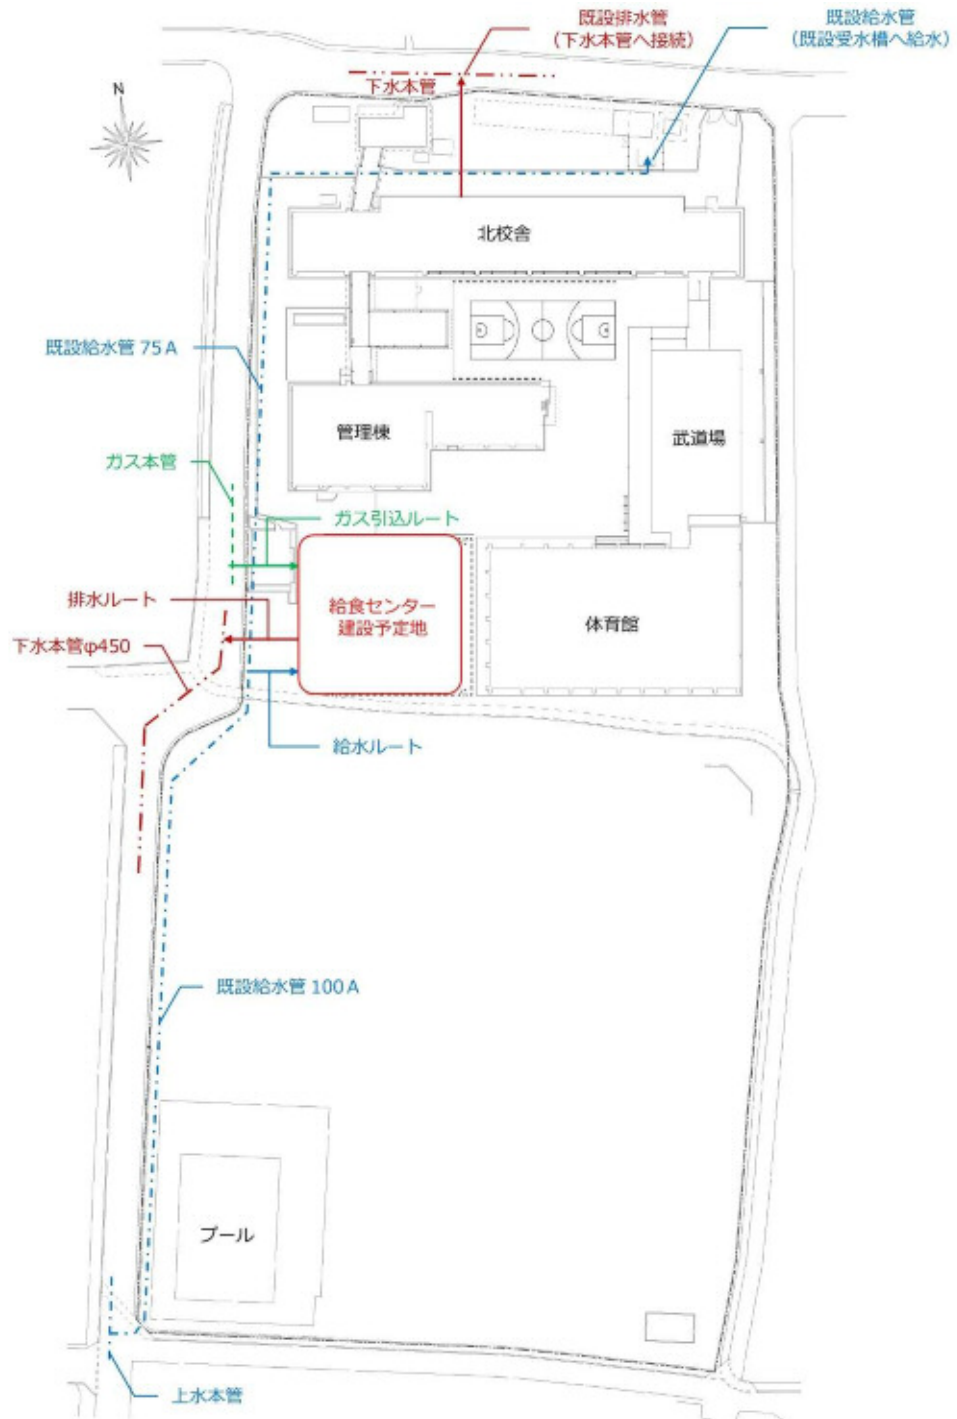 既設排水管
（下水本管へ接続）
既設給水管
（既設受水槽へ給水）
下水本管
N
北校舎
既設給水管 75A
管理棟
武道場
ガス本管
ガス引込ルート
排水ルート
給食センター
建設予定地
体育館
下水本管φ450
給水ルート
既設給水管 100A
プール
上水本管